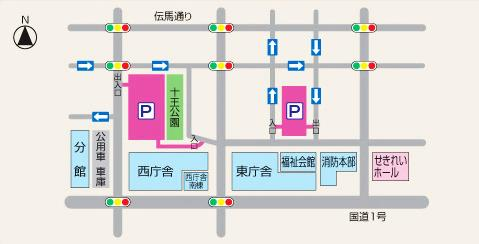 伝馬通り
N
出入口
P
十王公園
入口
P
入口
出口
分館
公用車 車庫
西庁舎
西庁舎
南棟
東庁舎
福祉会館
消防本部
せきれい
ホール
国道1号